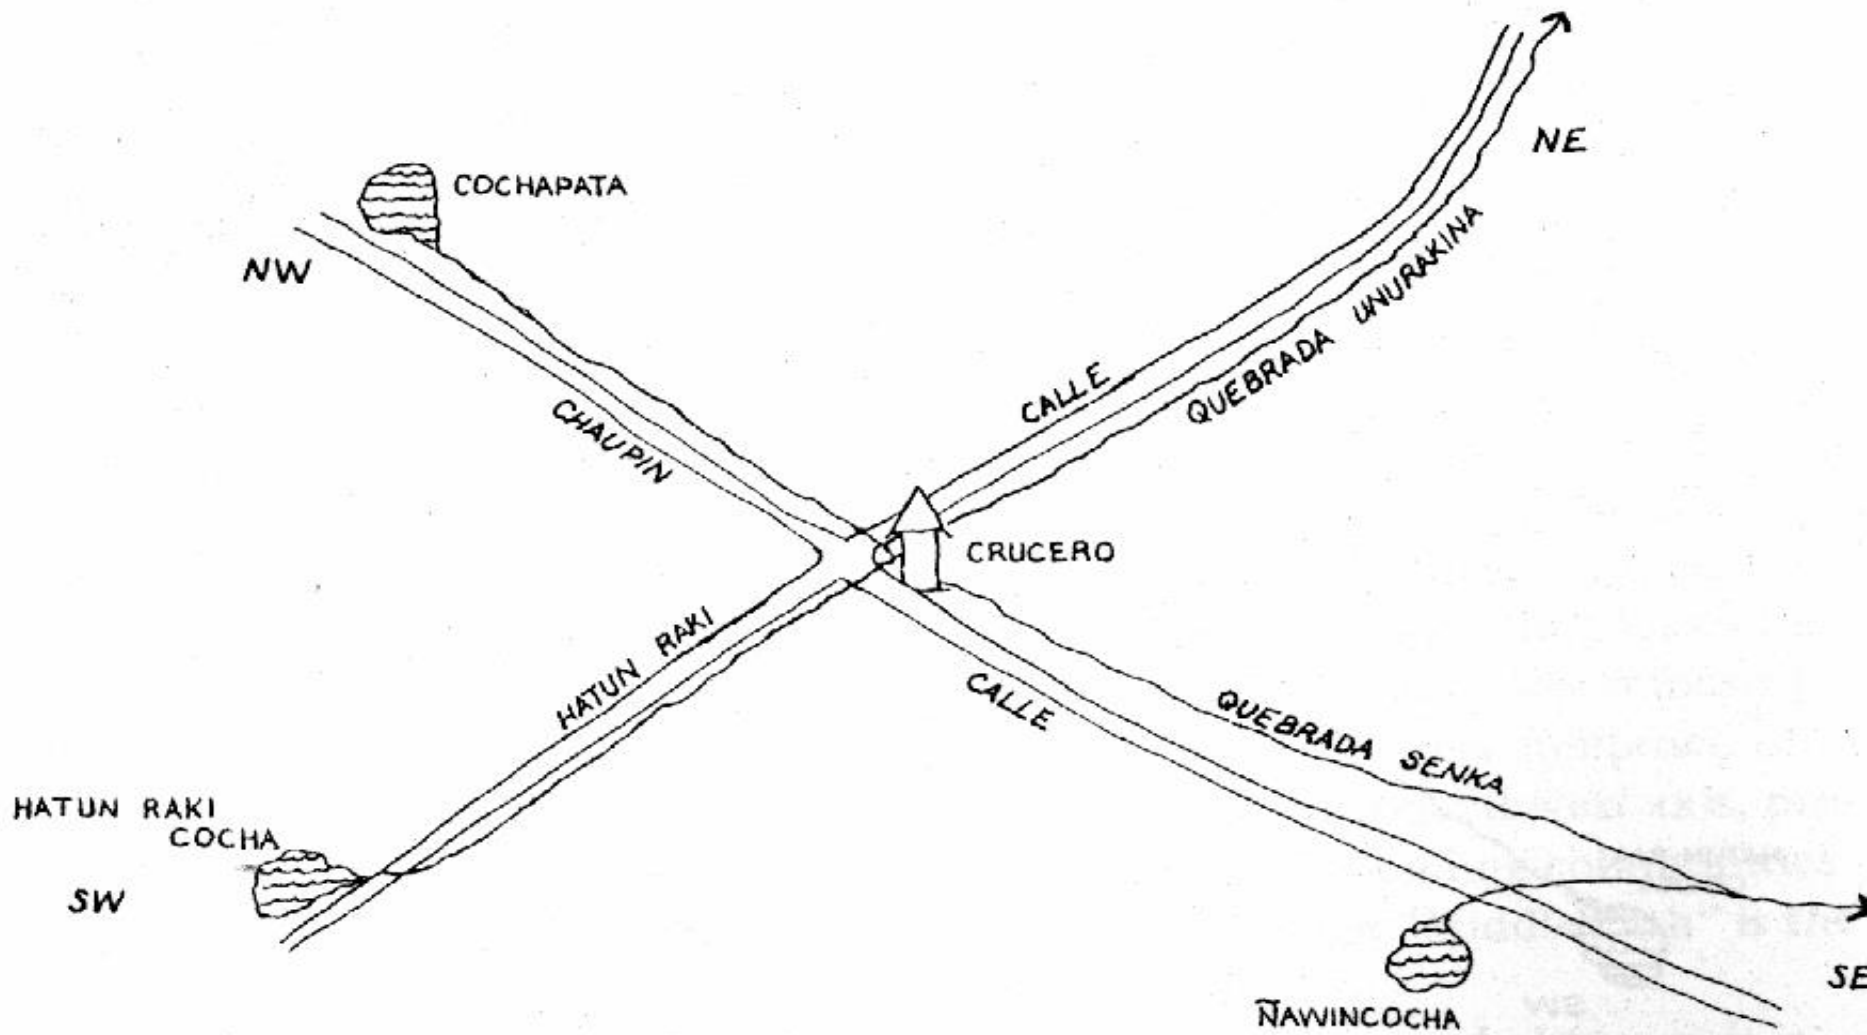 NE
COCHAPATA
NW
QUEBRADA UNURAKINA
CALLE
CHAUPIN
CRUCERO
HATUN RAKI
CALLE
QUEBRADA SENKA
HATUN RAKI
COCHA
SW
SE
ÑAWINCOCHA